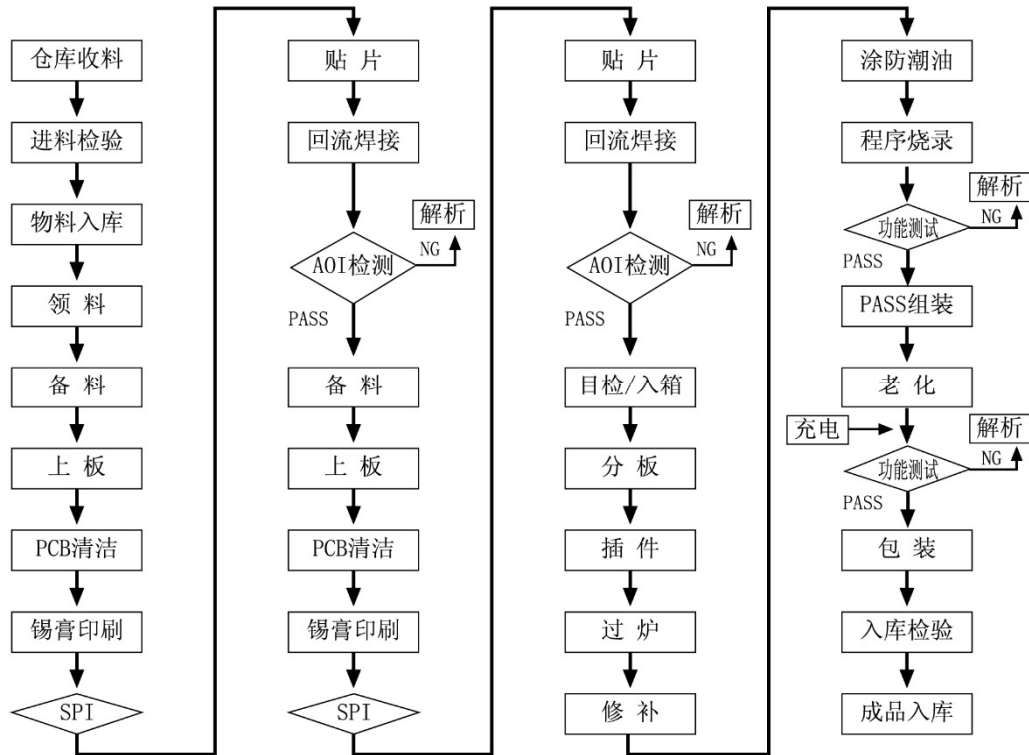 仓库收料
进料检验
物料入库
领 料
备 料
上 板
PCB清洁
锡膏印刷
SPI
贴 片
回流焊接
解析
NG
AOI检测
PASS
备 料
上 板
PCB清洁
锡膏印刷
SPI
贴 片
回流焊接
解析
NG
AOI检测
PASS
目检/入箱
分 板
插 件
过 炉
修 补
涂防潮油
程序烧录
解析
NG
功能测试
PASS
PASS组装
老 化
充电
解析
NG
功能测试
PASS
包 装
入库检验
成品入库